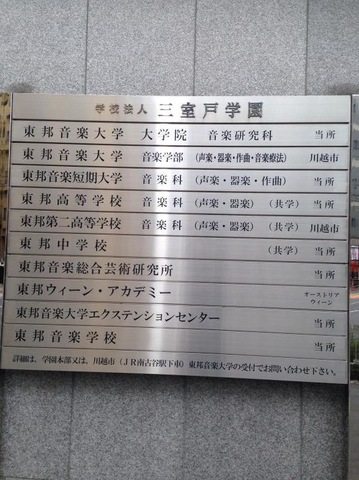 学校法人 三室戸学園
東邦音楽大学 大学院 音楽研究科 当所
東邦音楽大学 音楽学部 (声楽・器楽・作曲・音楽療法) 川越市
東邦音楽短期大学 音楽科 (声楽・器楽・作曲) 当所
東邦高等学校 音楽科 (声楽・器楽) (共学) 当所
東邦第二高等学校 音楽科 (声楽・器楽) (共学) 川越市
東邦中学校 (共学) 当所
東邦音楽総合芸術研究所 当所
東邦ウィーン・アカデミー オーストリア ウィーン
東邦音楽大学エクステンションセンター 当所
東邦音楽学校 当所
詳細は、学園本部又は、川越市(JR南古谷駅下車)東邦音楽大学の受付でお問い合わせ下さい。